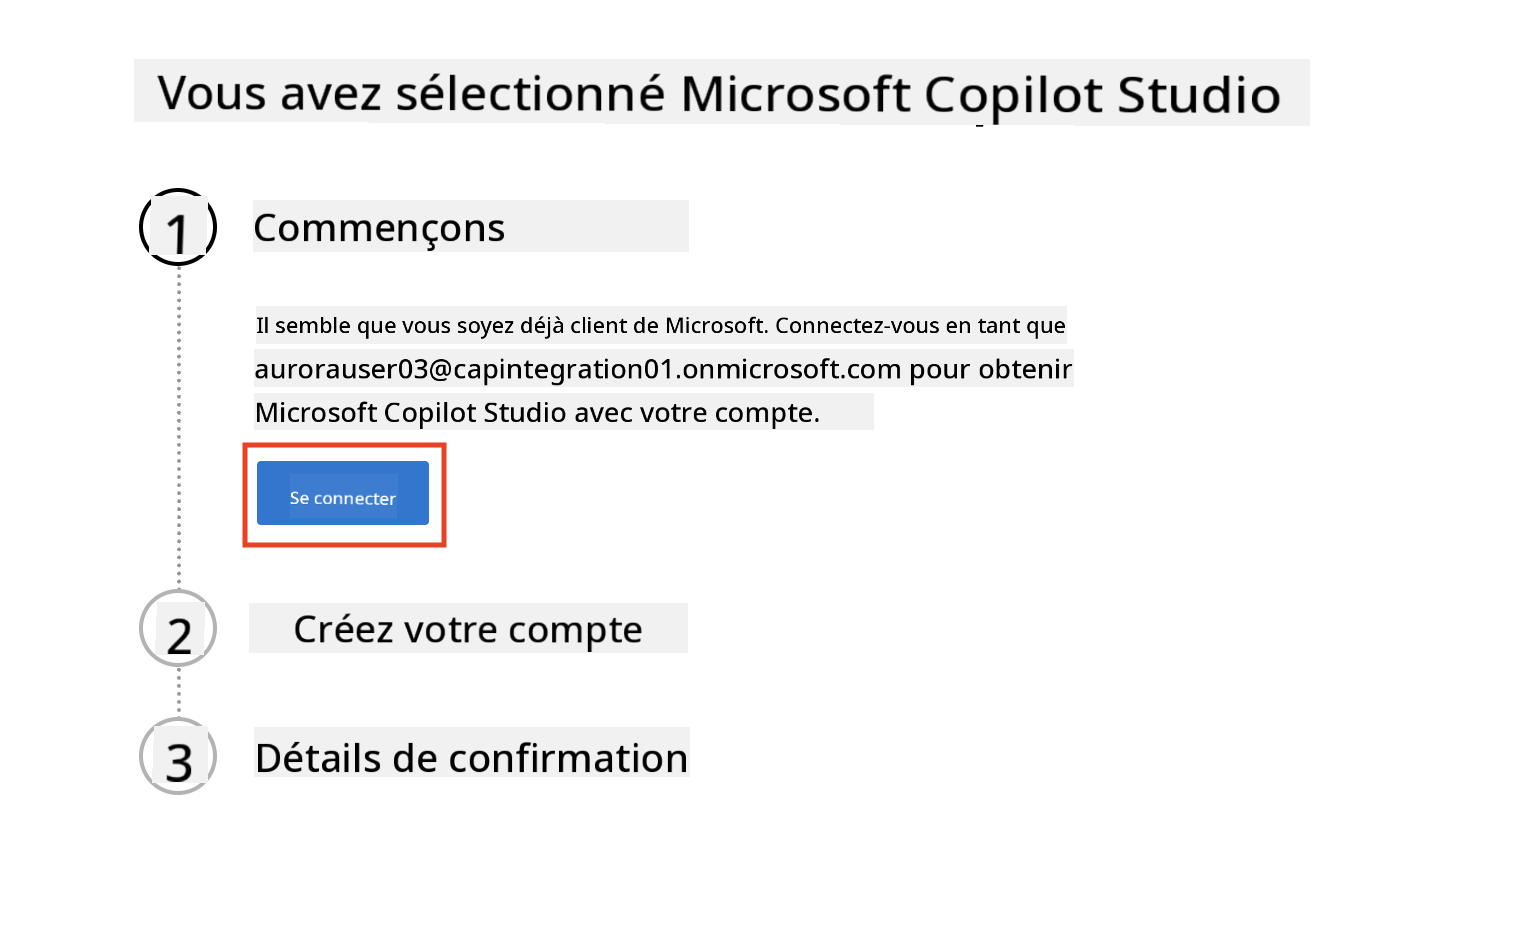 Vous avez sélectionné Microsoft Copilot Studio
1 Commençons
Il semble que vous soyez déjà client de Microsoft. Connectez-vous en tant que
aurorauser03@capintegration01.onmicrosoft.com pour obtenir
Microsoft Copilot Studio avec votre compte.
Se connecter
2 Créez votre compte
3 Détails de confirmation